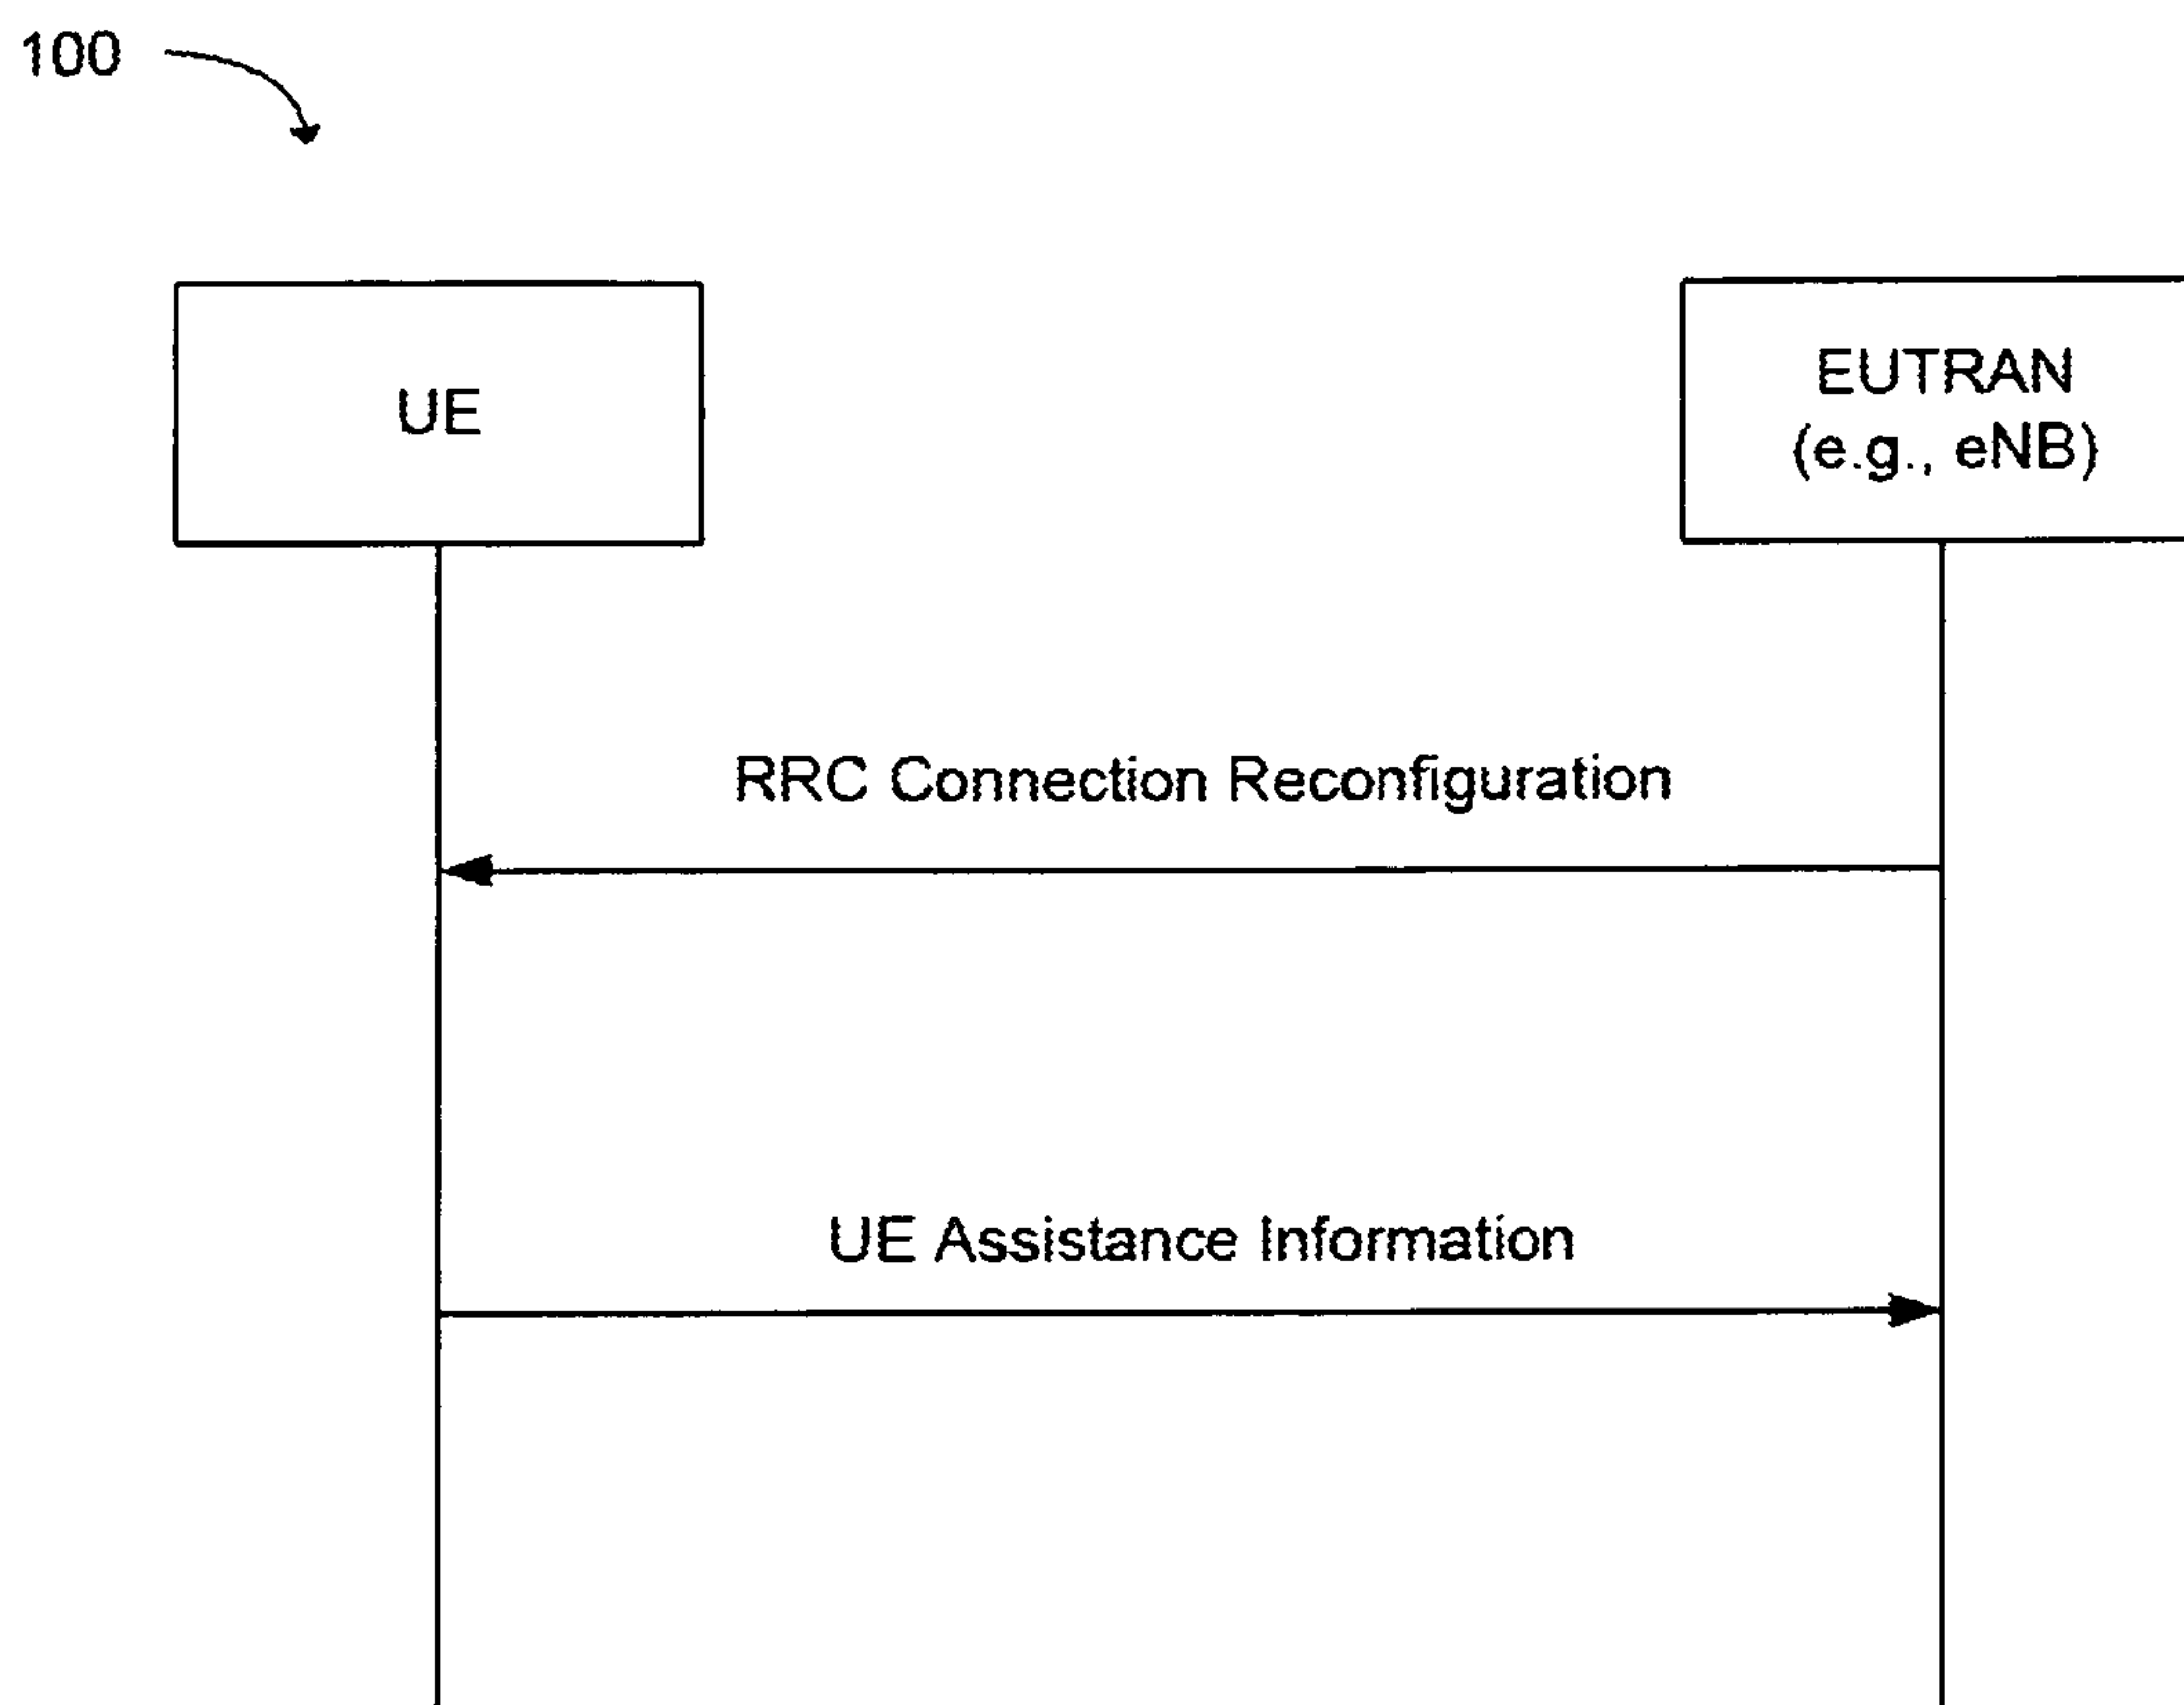 100
UE
EUTRAN
(e.g., eNB)
RRC Connection Reconfiguration
UE Assistance Information